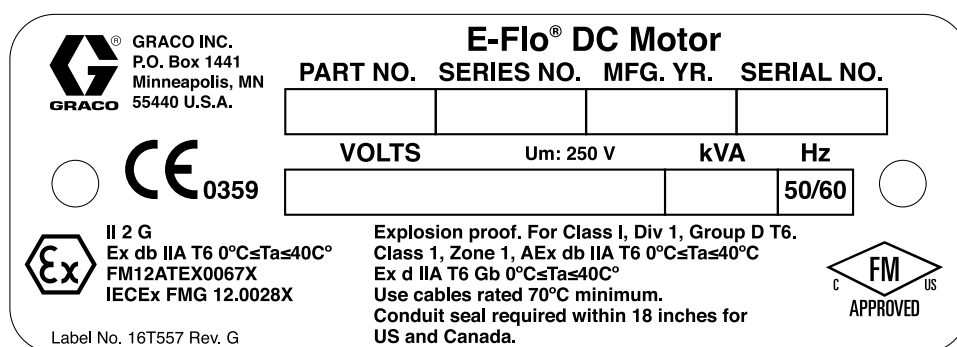 GRACO
GRACO INC.
P.O. Box 1441
Minneapolis, MN
55440 U.S.A.
E-Flo® DC Motor
PART NO. SERIES NO. MFG. YR. SERIAL NO.
VOLTS Um: 250 V kVA Hz
50/60
CE 0359
Ex
II 2 G
Ex db IIA T6 0°C≤Ta≤40C°
FM12ATEX0067X
IECEx FMG 12.0028X
Label No. 16T557 Rev. G
Explosion proof. For Class I, Div 1, Group D T6.
Class 1, Zone 1, AEx db IIA T6 0°C≤Ta≤40°C
Ex d IIA T6 Gb 0°C≤Ta≤40C°
Use cables rated 70°C minimum.
Conduit seal required within 18 inches for
US and Canada.
FM
C US
APPROVED